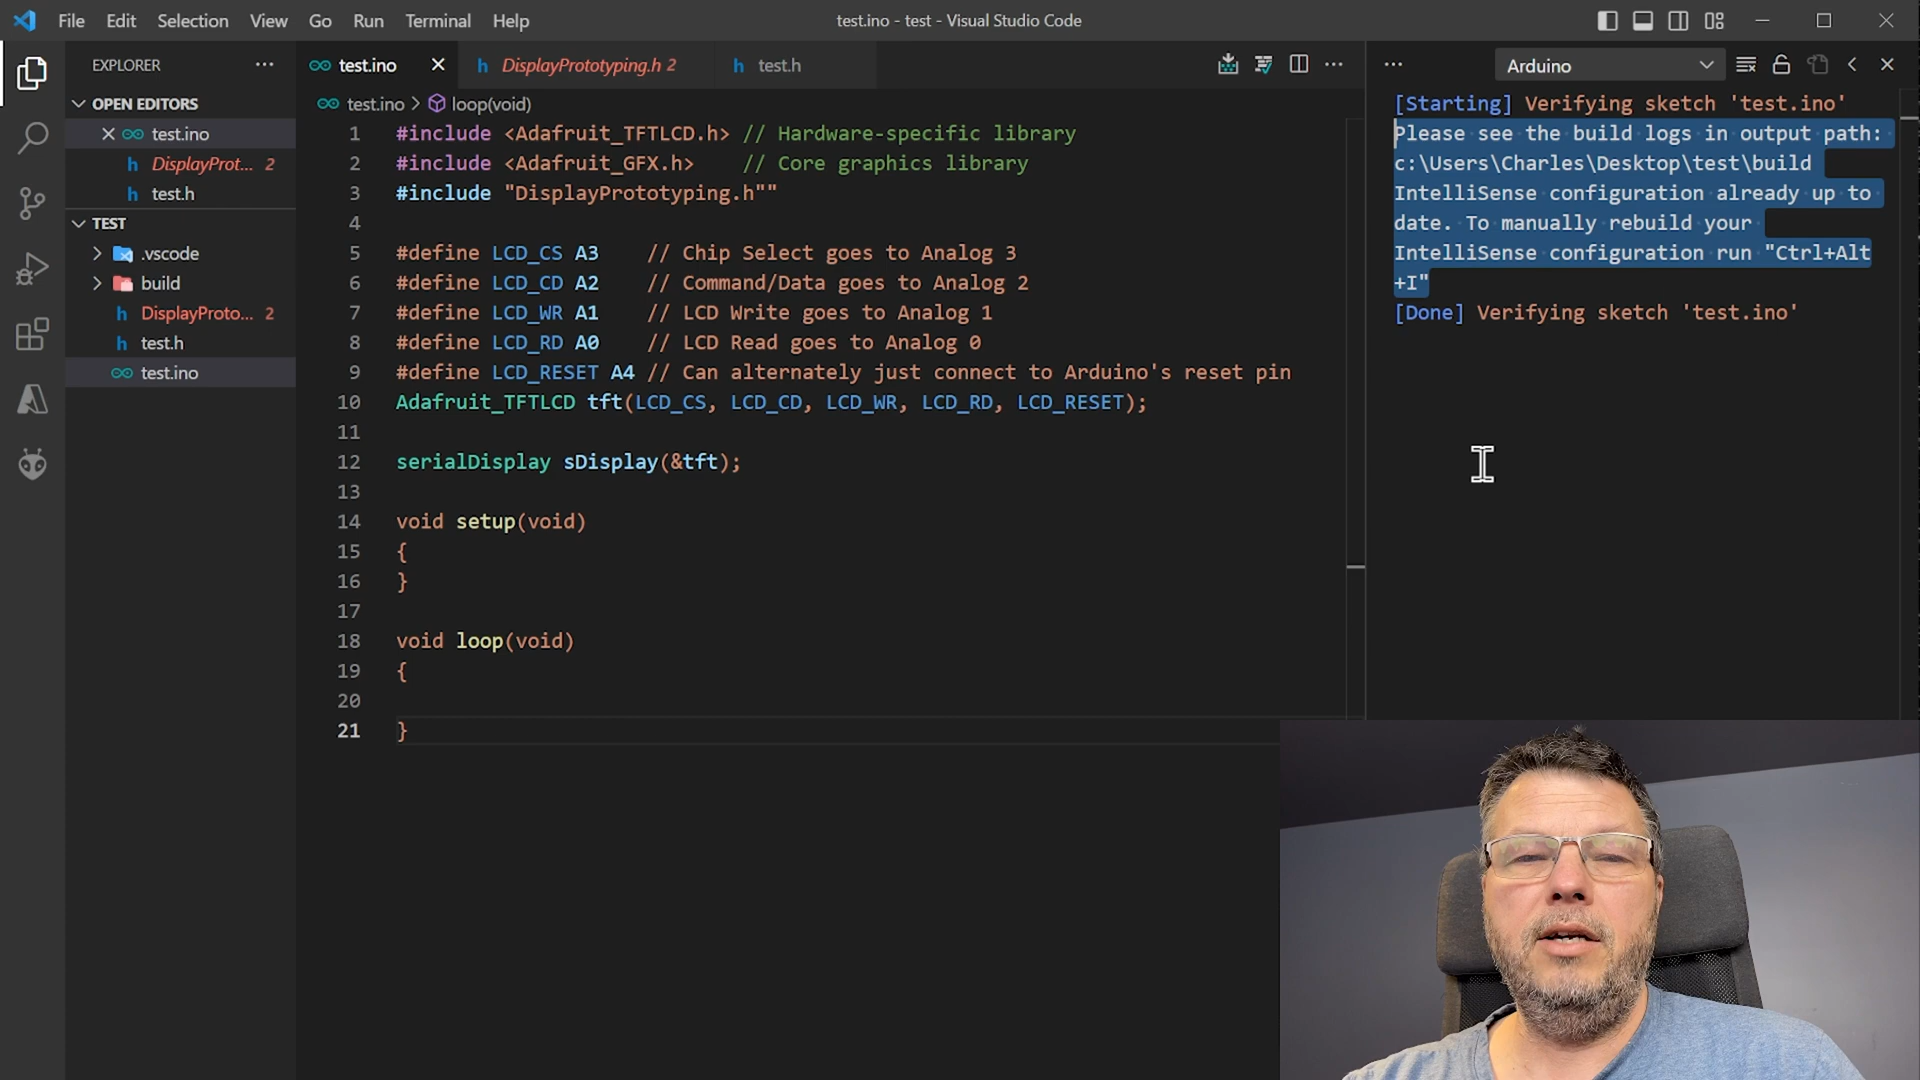 File Edit Selection View Go Run Terminal Help
test.ino - test - Visual Studio Code
EXPLORER
OPEN EDITORS
test.ino
DisplayProt... 2
test.h
TEST
.vscode
build
DisplayProto... 2
test.h
test.ino
test.ino DisplayPrototyping.h 2 test.h
test.ino > loop(void)
1 #include <Adafruit_TFTLCD.h> // Hardware-specific library
2 #include <Adafruit_GFX.h> // Core graphics library
3 #include "DisplayPrototyping.h""
4
5 #define LCD_CS A3 // Chip Select goes to Analog 3
6 #define LCD_CD A2 // Command/Data goes to Analog 2
7 #define LCD_WR A1 // LCD Write goes to Analog 1
8 #define LCD_RD A0 // LCD Read goes to Analog 0
9 #define LCD_RESET A4 // Can alternately just connect to Arduino's reset pin
10 Adafruit_TFTLCD tft(LCD_CS, LCD_CD, LCD_WR, LCD_RD, LCD_RESET);
11
12 serialDisplay sDisplay(&tft);
13
14 void setup(void)
15 {
16 }
17
18 void loop(void)
19 {
20
21 }
Arduino
[Starting] Verifying sketch 'test.ino'
Please see the build logs in output path:
c:\Users\Charles\Desktop\test\build
IntelliSense configuration already up to
date. To manually rebuild your
IntelliSense configuration run "Ctrl+Alt
+I"
[Done] Verifying sketch 'test.ino'